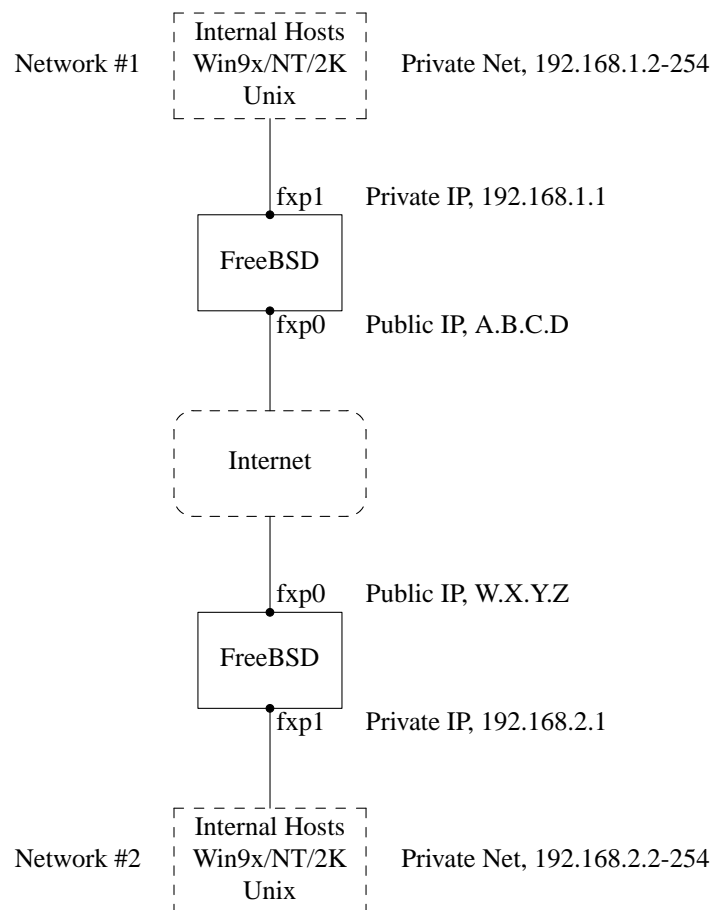 Internal Hosts
Network #1 Win9x/NT/2K Private Net, 192.168.1.2-254
Unix
fxp1 Private IP, 192.168.1.1
FreeBSD
fxp0 Public IP, A.B.C.D
Internet
fxp0 Public IP, W.X.Y.Z
FreeBSD
fxp1 Private IP, 192.168.2.1
Internal Hosts
Network #2 Win9x/NT/2K Private Net, 192.168.2.2-254
Unix